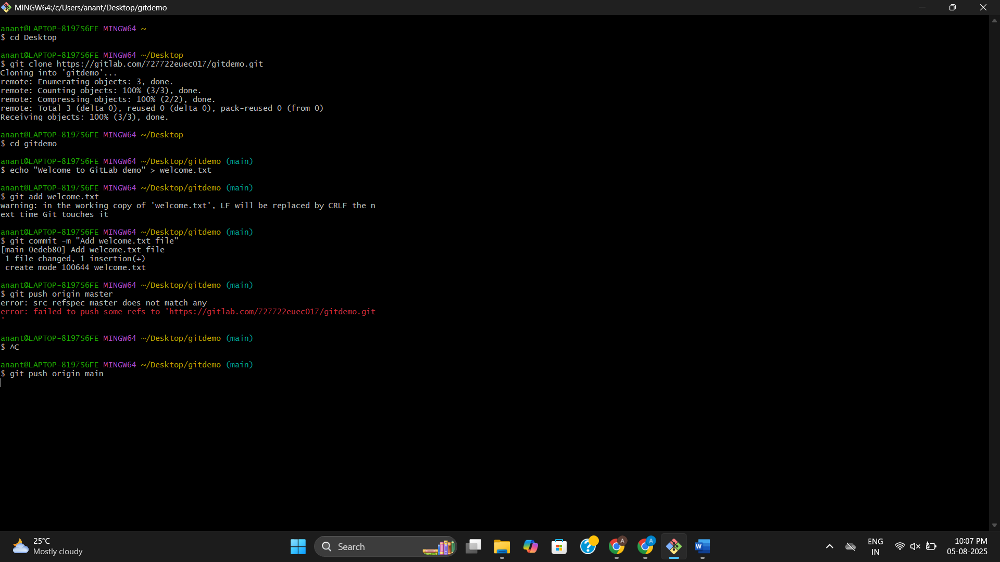 MINGW64:/c/Users/anant/Desktop/gitdemo
anant@LAPTOP-8197S6FE MINGW64 ~
$ cd Desktop
anant@LAPTOP-8197S6FE MINGW64 ~/Desktop
$ git clone https://gitlab.com/727722euec017/gitdemo.git
Cloning into 'gitdemo'...
remote: Enumerating objects: 3, done.
remote: Counting objects: 100% (3/3), done.
remote: Compressing objects: 100% (2/2), done.
remote: Total 3 (delta 0), reused 0 (delta 0), pack-reused 0 (from 0)
Receiving objects: 100% (3/3), done.
anant@LAPTOP-8197S6FE MINGW64 ~/Desktop
$ cd gitdemo
anant@LAPTOP-8197S6FE MINGW64 ~/Desktop/gitdemo (main)
$ echo "Welcome to GitLab demo" > welcome.txt
anant@LAPTOP-8197S6FE MINGW64 ~/Desktop/gitdemo (main)
$ git add welcome.txt
warning: in the working copy of 'welcome.txt', LF will be replaced by CRLF the n
ext time Git touches it
anant@LAPTOP-8197S6FE MINGW64 ~/Desktop/gitdemo (main)
$ git commit -m "Add welcome.txt file"
[main 0edeb80] Add welcome.txt file
1 file changed, 1 insertion(+)
create mode 100644 welcome.txt
anant@LAPTOP-8197S6FE MINGW64 ~/Desktop/gitdemo (main)
$ git push origin master
error: src refspec master does not match any
error: failed to push some refs to 'https://gitlab.com/727722euec017/gitdemo.git
'
anant@LAPTOP-8197S6FE MINGW64 ~/Desktop/gitdemo (main)
$ ^C
anant@LAPTOP-8197S6FE MINGW64 ~/Desktop/gitdemo (main)
$ git push origin main
25°C
Mostly cloudy
Search
A
A
W
ENG
IN
10:07 PM
05-08-2025